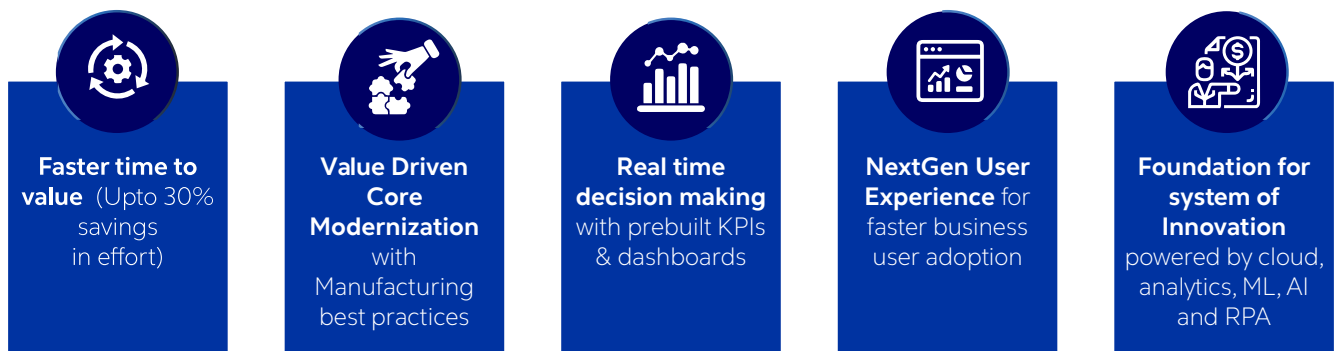 Faster time to
value (Upto 30%
savings
in effort)
Value Driven
Core
Modernization
with
Manufacturing
best practices
Real time
decision making
with prebuilt KPIs
& dashboards
NextGen User
Experience for
faster business
user adoption
Foundation for
system of
Innovation
powered by cloud,
analytics, ML, AI
and RPA